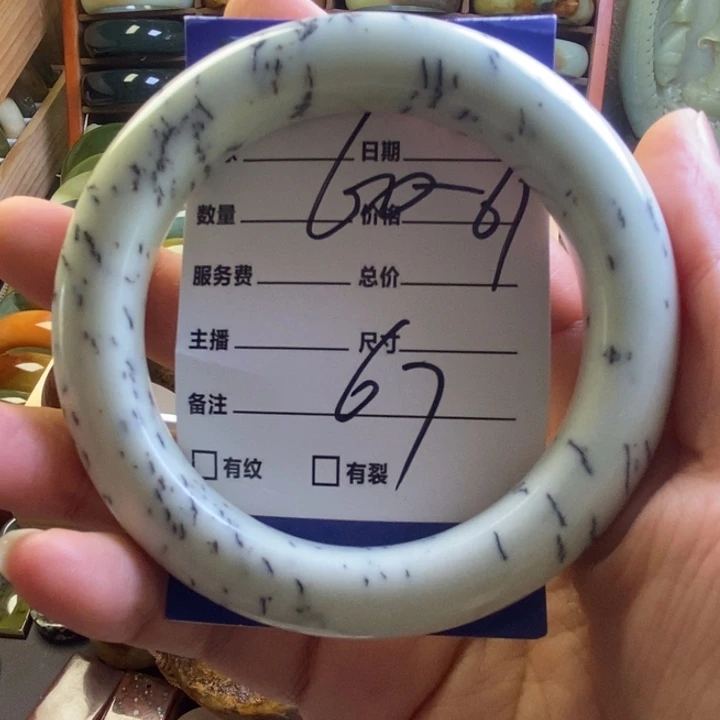 日期
数量 价格
服务费 总价
主播 尺寸
67
备注
□有纹 □有裂